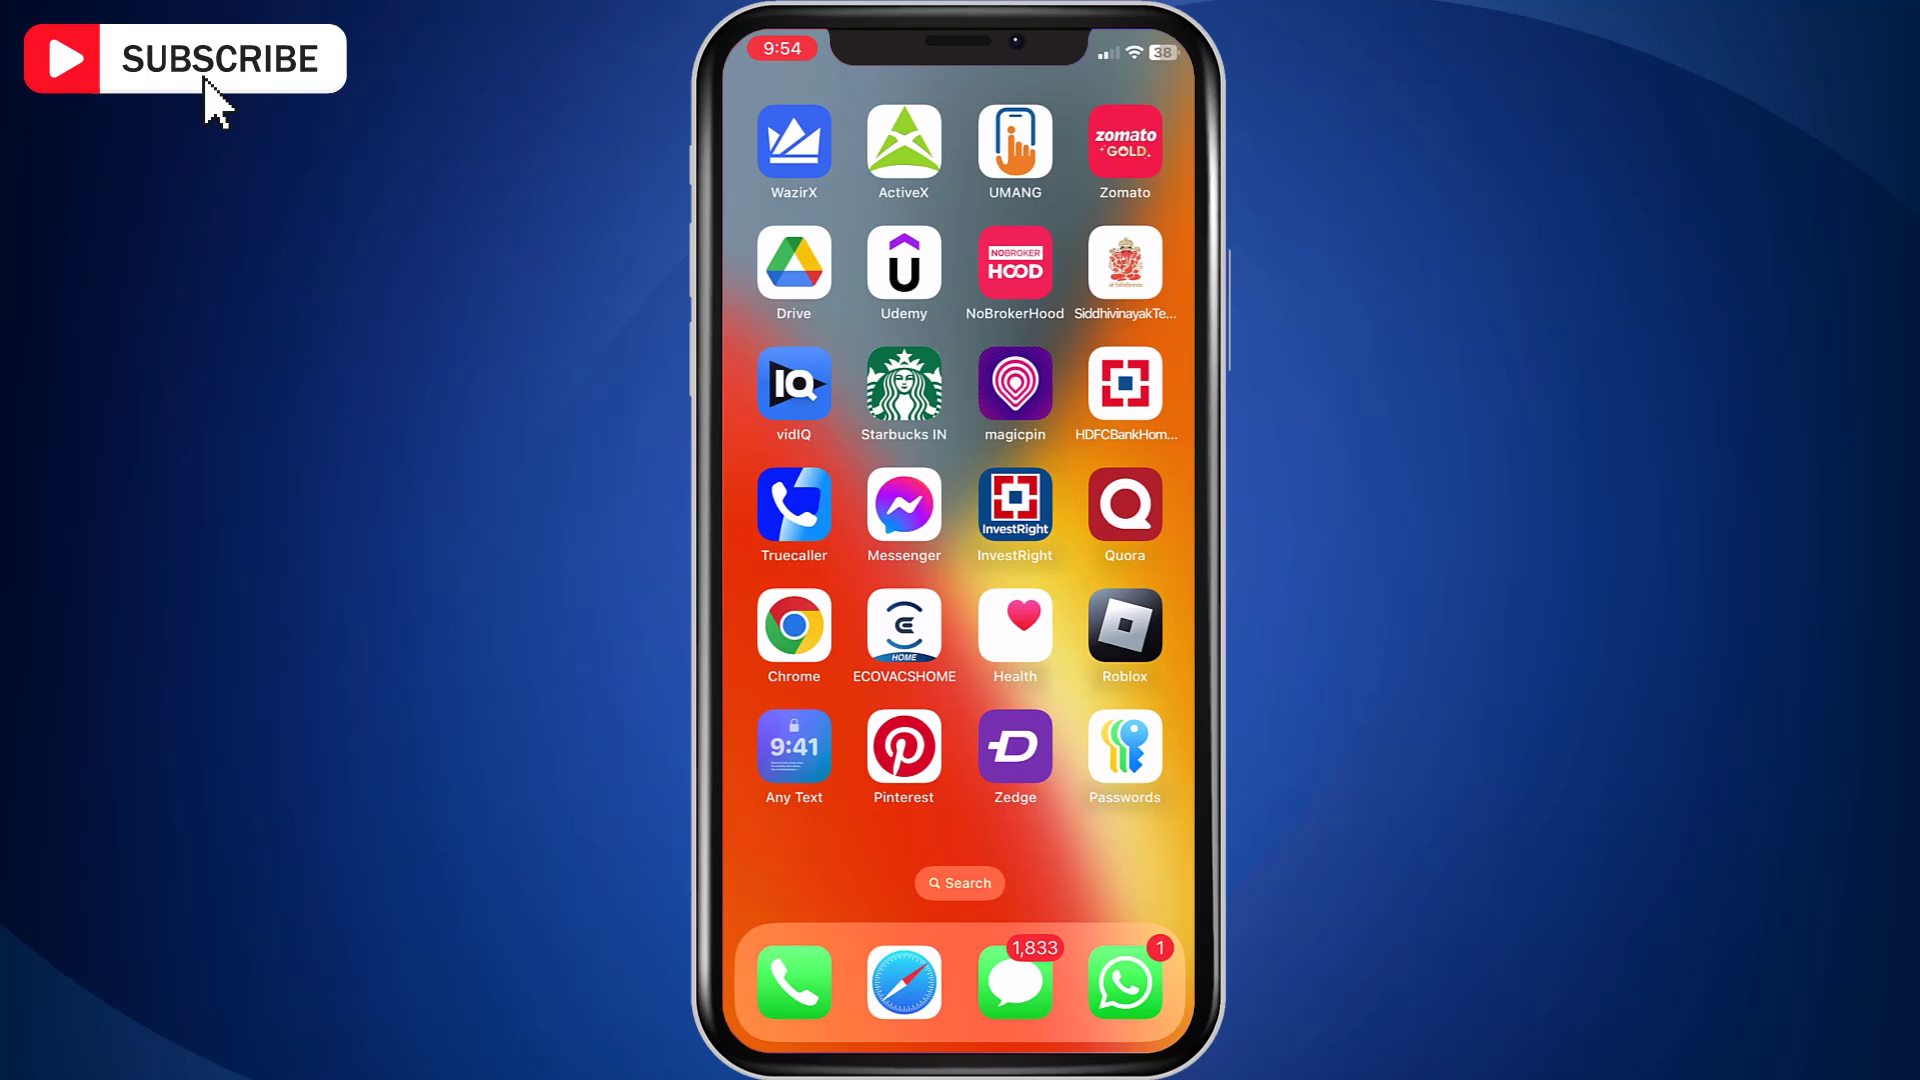 SUBSCRIBE
9:54
38
zomato
GOLD
WazirX
ActiveX
UMANG
Zomato
NOBROKER
HOOD
Drive
Udemy
NoBrokerHood
SiddhivinayakTe...
IQ
vidIQ
Starbucks IN
magicpin
HDFCBankHom...
InvestRight
Truecaller
Messenger
InvestRight
Quora
HOME
Chrome
ECOVACSHOME
Health
Roblox
9:41
Any Text
Pinterest
Zedge
Passwords
Search
1,833
1